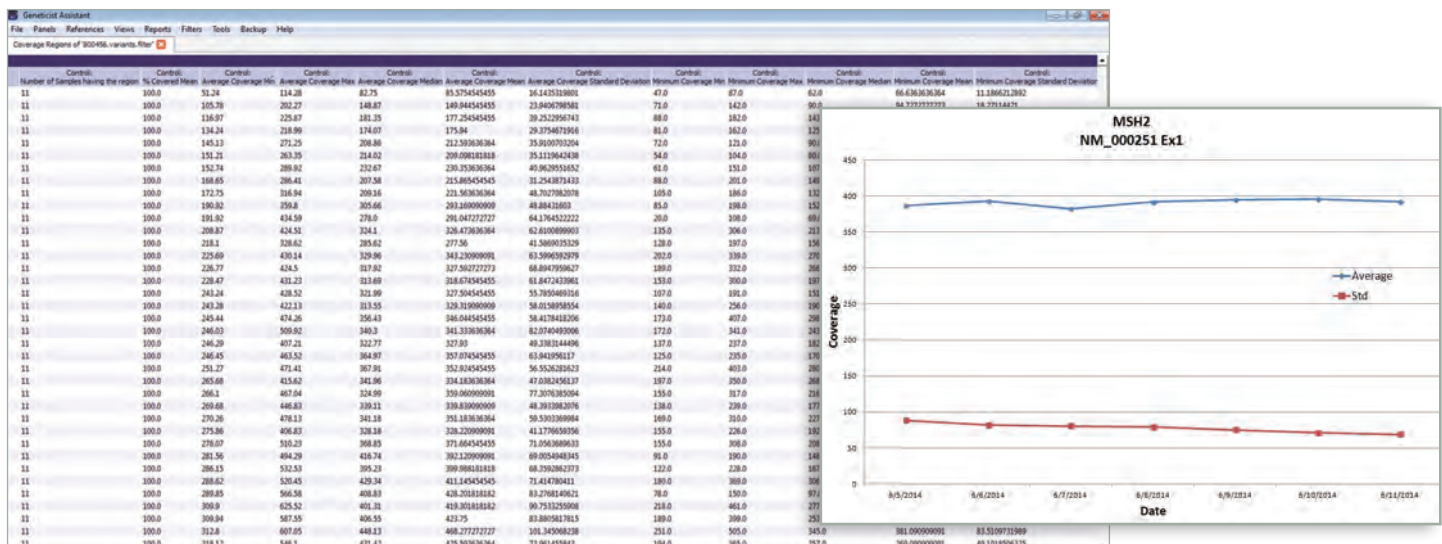 Geneticist Assistant
File Panels References Views Reports Filters Tools Backup Help
Coverage Regions of '800456.variants.filter'
Control: Control: Control: Control: Control: Control: Control: Control: Control: Control: Control: Control:
Number of Samples having the region % Covered Mean Average Coverage Min Average Coverage Max Average Coverage Median Average Coverage Mean Average Coverage Standard Deviation Minimum Coverage Min Minimum Coverage Max Minimum Coverage Median Minimum Coverage Mean Minimum Coverage Standard Deviation
11 100.0 51.24 114.28 82.75 85.5754545455 16.1435319801 47.0 87.0 62.0 66.6363636364 11.1866212892
11 100.0 105.78 202.27 148.87 149.944545455 23.9406798581 71.0 142.0 90.0
11 100.0 116.97 225.87 181.35 177.254545455 39.2522956743 88.0 182.0
11 100.0 134.24 218.99 174.07 175.94 29.3754671916 81.0 162.0
11 100.0 145.13 271.25 208.86 212.593636364 35.9100703204 72.0 121.0
11 100.0 151.21 263.35 214.02 209.098181818 35.1119642438 54.0 104.0
11 100.0 152.74 289.92 232.67 230.353636364 40.9629551652 61.0 151.0
11 100.0 168.65 286.41 207.58 215.865454545 31.2543871433 88.0 201.0
11 100.0 172.75 316.94 209.16 221.563636364 48.7027082078 105.0 186.0
11 100.0 190.92 359.8 305.66 293.169090909 48.88431603 85.0 198.0
11 100.0 191.92 434.59 278.0 291.047272727 64.1764522222 20.0 108.0
11 100.0 208.87 424.51 324.1 326.473636364 62.6100899903 135.0 306.0
11 100.0 218.1 328.62 285.62 277.56 41.5869035329 128.0 197.0
11 100.0 225.69 430.14 329.96 343.230909091 63.5996592979 202.0 339.0
11 100.0 226.77 424.5 317.92 327.592727273 68.8947959627 189.0 332.0
11 100.0 228.47 431.23 313.69 318.674545455 61.8472433961 153.0 300.0
11 100.0 243.24 428.52 321.99 327.504545455 55.7850469316 107.0 191.0
11 100.0 243.28 422.13 313.55 329.319090909 58.0158958554 140.0 256.0
11 100.0 245.44 474.26 356.43 346.044545455 58.4178418206 173.0 407.0
11 100.0 246.03 509.92 340.3 341.333636364 82.0740493006 172.0 341.0
11 100.0 246.29 407.21 322.77 327.93 49.3383144496 137.0 237.0
11 100.0 246.45 463.52 364.97 357.074545455 63.941956117 125.0 235.0
11 100.0 251.27 471.41 367.91 352.924545455 56.5526281623 214.0 403.0
11 100.0 265.68 415.62 341.96 334.183636364 47.0382456137 197.0 350.0
11 100.0 266.1 467.04 324.99 359.060909091 77.3076385094 155.0 317.0
11 100.0 269.68 446.83 339.11 339.839090909 48.3933982076 138.0 239.0
11 100.0 270.26 478.13 341.18 351.183636364 59.5303369984 169.0 310.0
11 100.0 275.86 406.83 328.18 328.220909091 41.1776659356 155.0 226.0
11 100.0 278.07 510.23 368.85 371.664545455 71.0563689633 155.0 308.0
11 100.0 281.56 494.29 416.74 392.120909091 69.0054948345 91.0 190.0
11 100.0 286.15 532.53 395.23 399.986181818 68.3592862373 122.0 228.0
11 100.0 288.62 520.45 429.34 411.145454545 71.414780411 189.0 369.0
11 100.0 289.85 566.58 408.83 428.201818182 83.2768140621 78.0 150.0
11 100.0 309.9 625.52 401.31 419.301818182 90.7533255908 218.0 461.0
11 100.0 309.94 587.55 406.55 423.75 83.8805817815 189.0 399.0
11 100.0 312.8 607.05 448.13 468.277272727 101.345068238 251.0 505.0 345.0 381.090909091 83.5109731989
MSH2
NM_000251 Ex1
450
400
350
300
250
200
150
100
50
0
Coverage
Average
Std
6/5/2014 6/6/2014 6/7/2014 6/8/2014 6/9/2014 6/10/2014 6/11/2014
Date